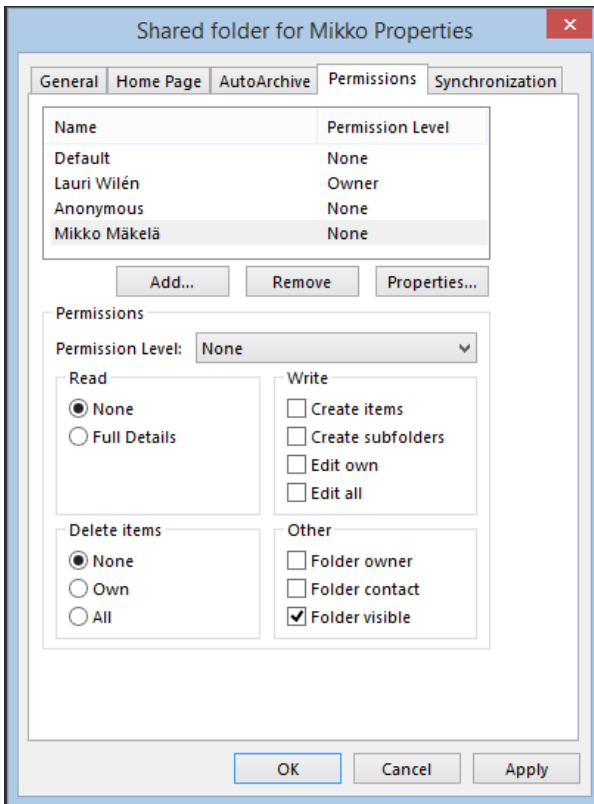 Shared folder for Mikko Properties
General Home Page AutoArchive Permissions Synchronization
Name Permission Level
Default None
Lauri Wilén Owner
Anonymous None
Mikko Mäkelä None
Add... Remove Properties...
Permissions
Permission Level: None
Read Write
None Create items
Full Details Create subfolders
Edit own
Edit all
Delete items Other
None Folder owner
Own Folder contact
All Folder visible
OK Cancel Apply